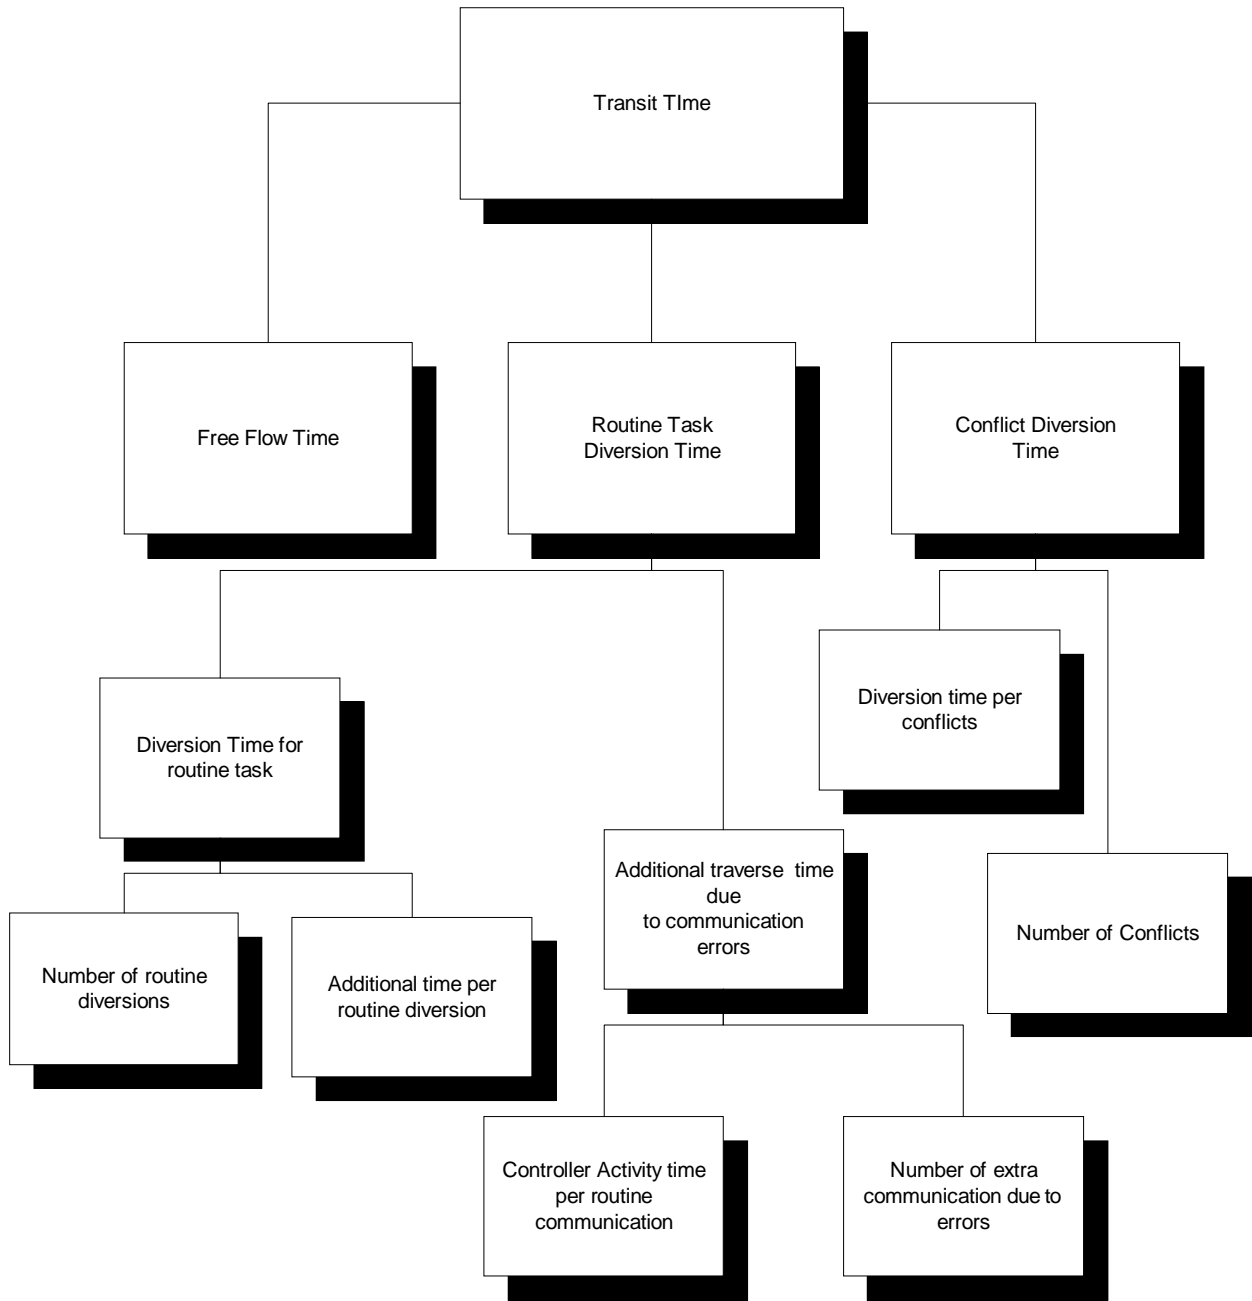 Transit TIme
Free Flow Time
Routine Task
Diversion Time
Conflict Diversion
Time
Diversion time per
conflicts
Diversion Time for
routine task
Additional traverse  time
due
to communication
errors
Number of Conflicts
Number of routine
diversions
Additional time per
routine diversion
Controller Activity time
per routine
communication
Number of extra
communication due to
errors